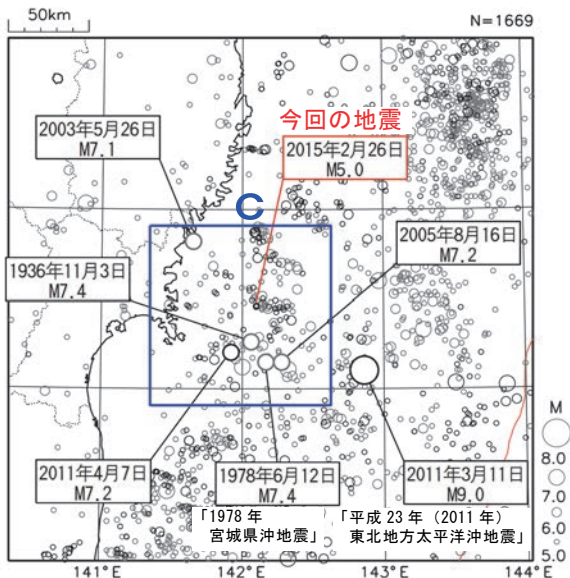 50km
N=1669
今回の地震
2003年5月26日
M7.1
2015年2月26日
M5.0
C
2005年8月16日
M7.2
1936年11月3日
M7.4
M
8.0
7.0
6.0
5.0
2011年4月7日
M7.2
1978年6月12日
M7.4
2011年3月11日
M9.0
「1978 年
宮城県沖地震」
「平成 23 年（2011 年）
東北地方太平洋沖地震」
141°E
142°E
143°E
144°E